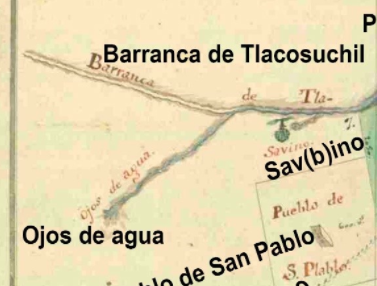 P
Barranca de Tlacosuchil
Barranca
de Tla-
Savino.
Sav(b)ino
Ojos de agua.
Ojos de agua
Pueblo de
de San Pablo
S. Pablo.